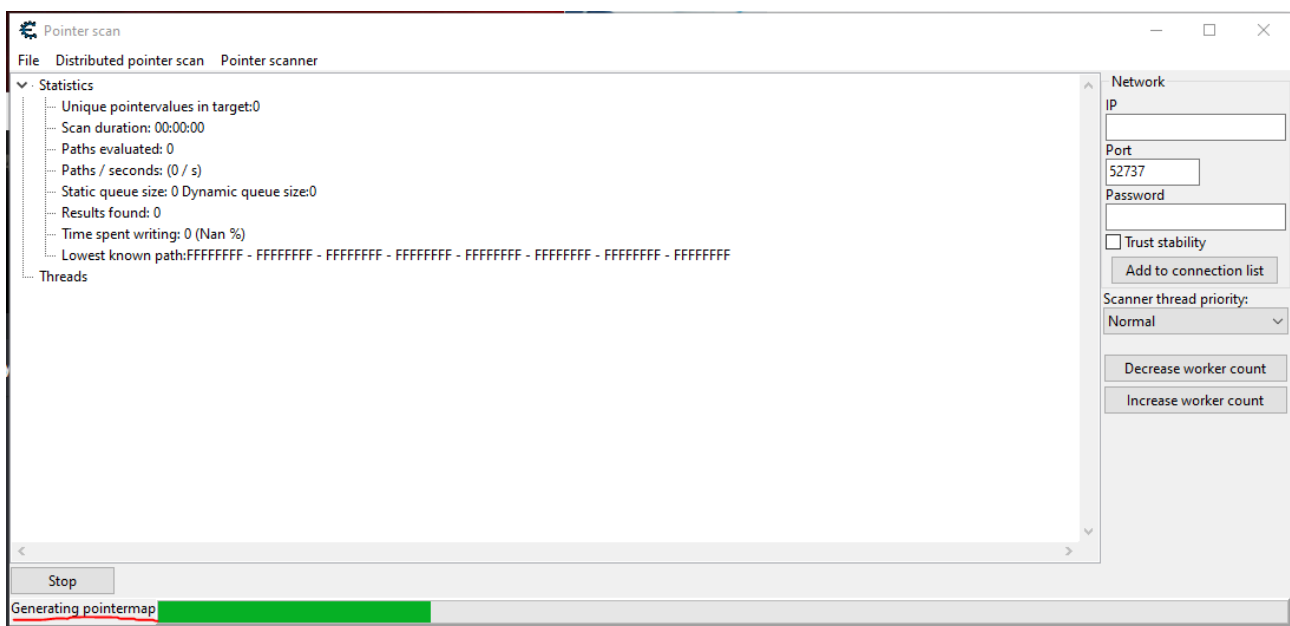 Pointer scan
File Distributed pointer scan Pointer scanner
Statistics
Unique pointervalues in target:0
Scan duration: 00:00:00
Paths evaluated: 0
Paths / seconds: (0 / s)
Static queue size: 0 Dynamic queue size:0
Results found: 0
Time spent writing: 0 (Nan %)
Lowest known path:FFFFFFFF - FFFFFFFF - FFFFFFFF - FFFFFFFF - FFFFFFFF - FFFFFFFF - FFFFFFFF - FFFFFFFF
Threads
Network
IP
Port
52737
Password
Trust stability
Add to connection list
Scanner thread priority:
Normal
Decrease worker count
Increase worker count
Stop
Generating pointermap